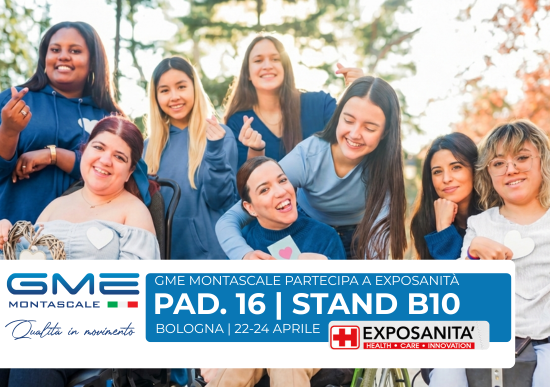 GME
MONTASCALE
Qualità in movimento
GME MONTASCALE PARTECIPA A EXPOSANITÀ
PAD. 16 | STAND B10
BOLOGNA | 22-24 APRILE
EXPOSANITA'
HEALTH • CARE • INNOVATION